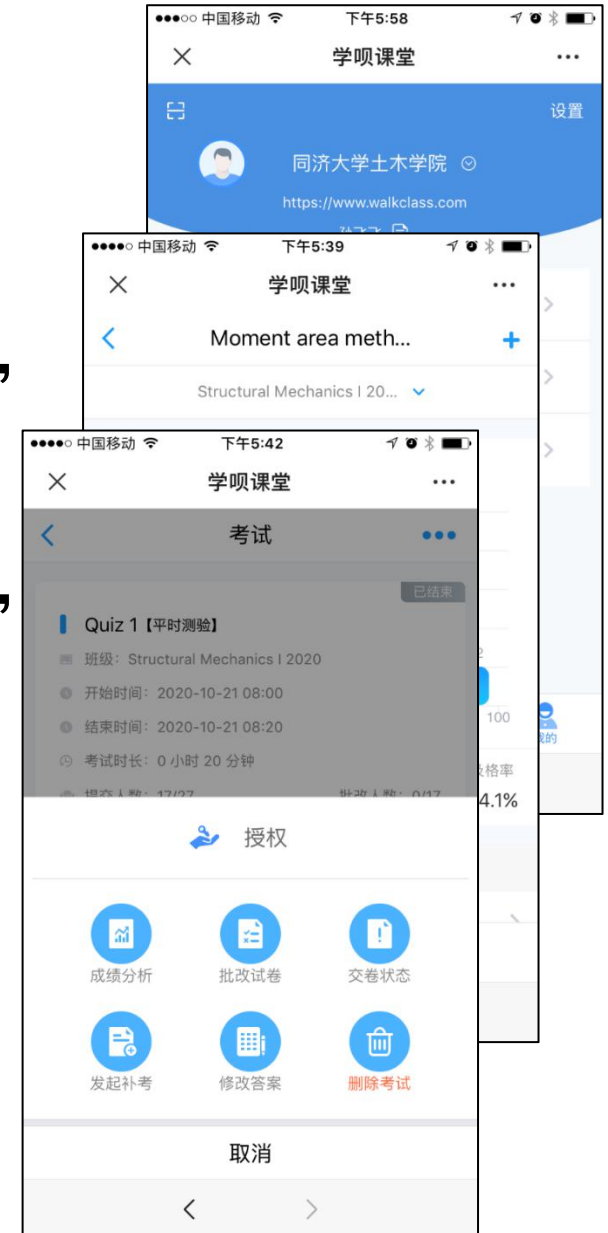 中国移动 下午5:58
学呗课堂
设置
同济大学土木学院
https://www.walkclass.com
中国移动 下午5:39
学呗课堂
Moment area meth...
Structural Mechanics I 20...
100
我的
及格率
4.1%
,
,
中国移动 下午5:42
学呗课堂
考试
已结束
Quiz 1【平时测验】
班级：Structural Mechanics I 2020
开始时间：2020-10-21 08:00
结束时间：2020-10-21 08:20
考试时长：0 小时 20 分钟
提交人数：17/27 批改人数：0/17
授权
成绩分析 批改试卷 交卷状态
发起补考 修改答案 删除考试
取消